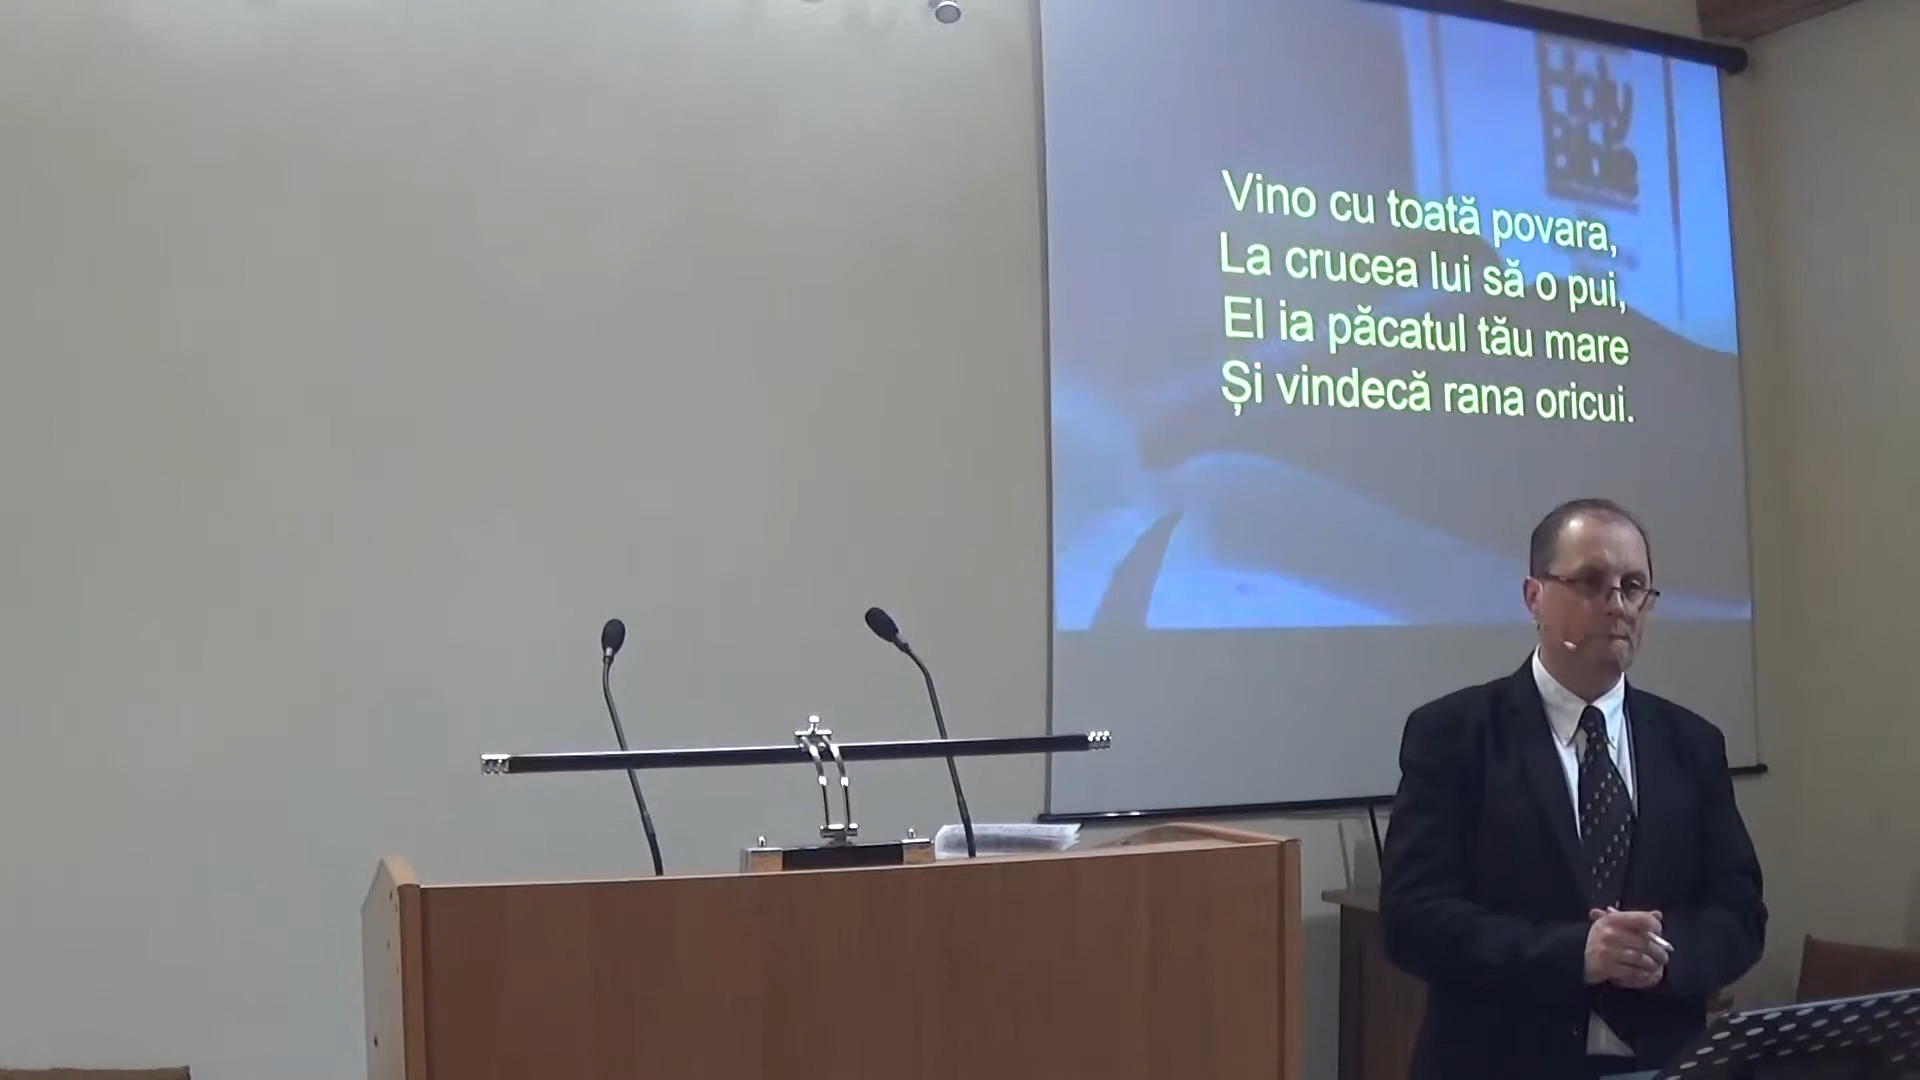 Holy
Bible
Vino cu toată povara,
La crucea lui să o pui,
El ia păcatul tău mare
Și vindecă rana oricui.